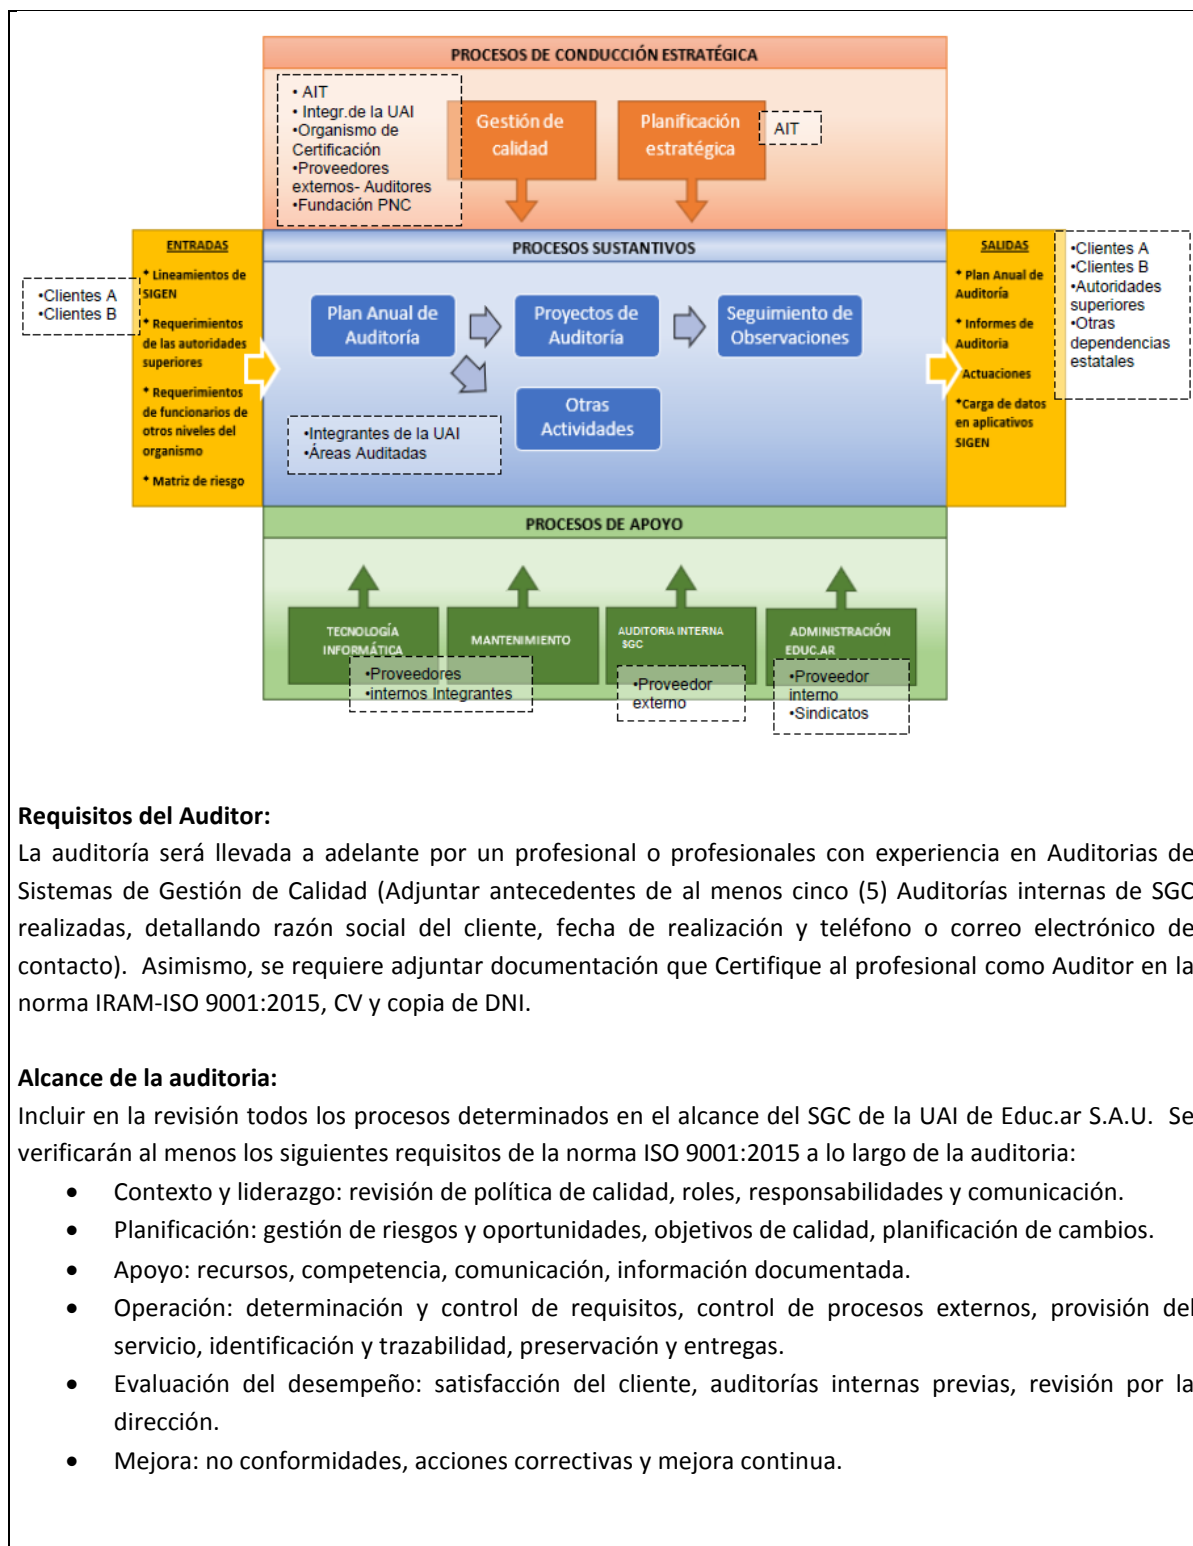 PROCESOS DE CONDUCCIÓN ESTRATÉGICA
• AIT
• Integr.de la UAI
•Organismo de
Certificación
•Proveedores
externos- Auditores
•Fundación PNC
Gestión de
calidad
Planificación
estratégica
AIT
ENTRADAS
* Lineamientos de
SIGEN
* Requerimientos
de las autoridades
superiores
* Requerimientos
de funcionarios de
otros niveles del
organismo
* Matriz de riesgo
•Clientes A
•Clientes B
PROCESOS SUSTANTIVOS
Plan Anual de
Auditoría
Proyectos de
Auditoría
Seguimiento de
Observaciones
Otras
Actividades
•Integrantes de la UAI
•Áreas Auditadas
SALIDAS
* Plan Anual de
Auditoría
* Informes de
Auditoria
Actuaciones
*Carga de datos
en aplicativos
SIGEN
•Clientes A
•Clientes B
•Autoridades
superiores
•Otras
dependencias
estatales
PROCESOS DE APOYO
TECNOLOGÍA
INFORMÁTICA
MANTENIMIENTO
AUDITORIA INTERNA
SGC
ADMINISTRACIÓN
EDUC.AR
•Proveedores
•internos Integrantes
•Proveedor
externo
•Proveedor
interno
•Sindicatos
Requisitos del Auditor:
La auditoría será llevada a adelante por un profesional o profesionales con experiencia en Auditorias de
Sistemas de Gestión de Calidad (Adjuntar antecedentes de al menos cinco (5) Auditorías internas de SGC
realizadas, detallando razón social del cliente, fecha de realización y teléfono o correo electrónico de
contacto). Asimismo, se requiere adjuntar documentación que Certifique al profesional como Auditor en la
norma IRAM-ISO 9001:2015, CV y copia de DNI.
Alcance de la auditoria:
Incluir en la revisión todos los procesos determinados en el alcance del SGC de la UAI de Educ.ar S.A.U. Se
verificarán al menos los siguientes requisitos de la norma ISO 9001:2015 a lo largo de la auditoria:
• Contexto y liderazgo: revisión de política de calidad, roles, responsabilidades y comunicación.
• Planificación: gestión de riesgos y oportunidades, objetivos de calidad, planificación de cambios.
• Apoyo: recursos, competencia, comunicación, información documentada.
• Operación: determinación y control de requisitos, control de procesos externos, provisión del
servicio, identificación y trazabilidad, preservación y entregas.
• Evaluación del desempeño: satisfacción del cliente, auditorías internas previas, revisión por la
dirección.
• Mejora: no conformidades, acciones correctivas y mejora continua.